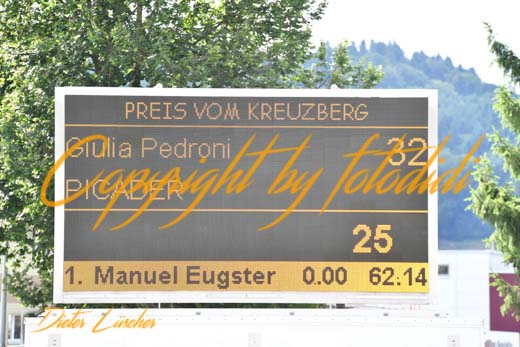 PREIS VOM KREUZBERG
Giulia Pedroni 32
PICADER
Copyright by fotodidi
25
1. Manuel Eugster 0.00 62.14
Dieter Lüscher